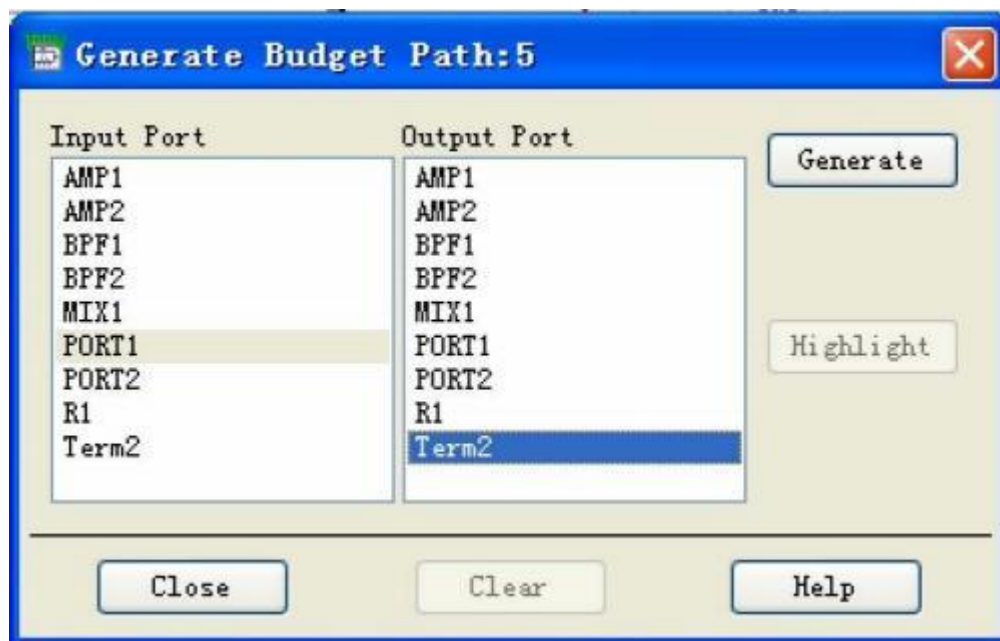 Generate Budget Path:5
Input Port
AMP1
AMP2
BPF1
BPF2
MIX1
PORT1
PORT2
R1
Term2
Output Port
AMP1
AMP2
BPF1
BPF2
MIX1
PORT1
PORT2
R1
Term2
Generate
Highlight
Close
Clear
Help